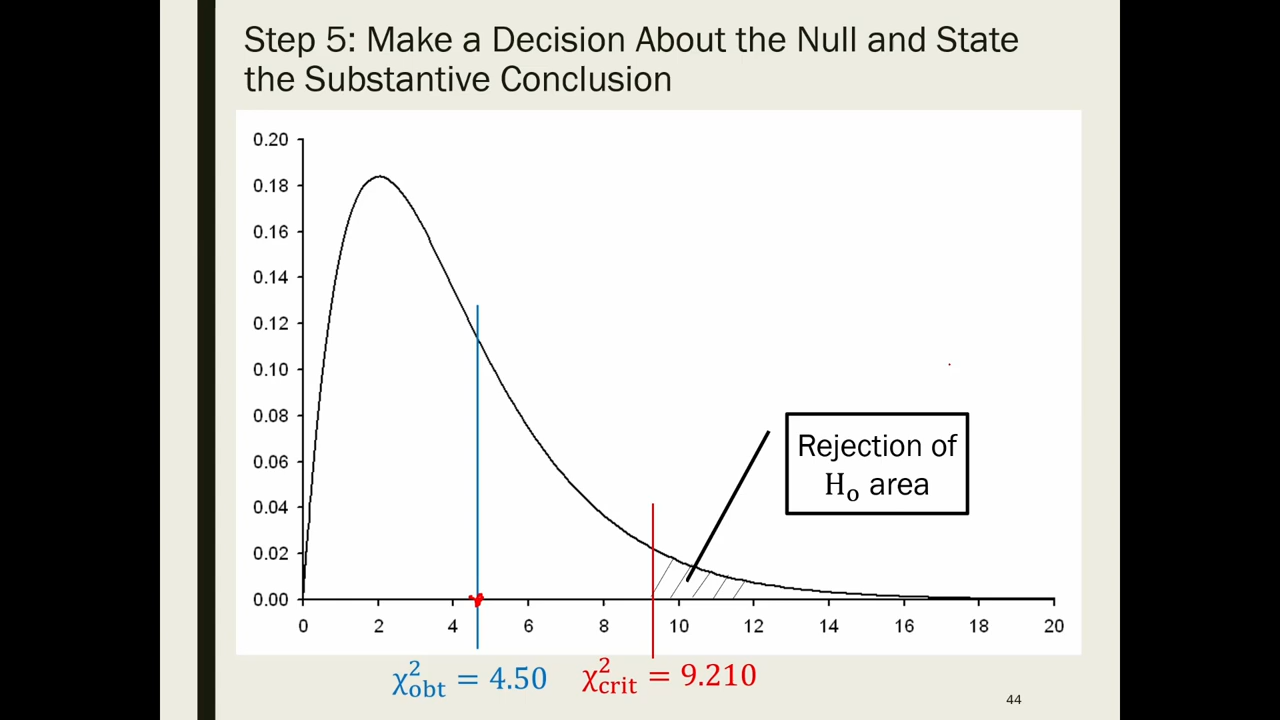 Step 5: Make a Decision About the Null and State
the Substantive Conclusion
0.20
0.18
0.16
0.14
0.12
0.10
0.08
0.06
0.04
0.02
0.00
0 2 4 6 8 10 12 14 16 18 20
Rejection of
H₀ area
χ²obt = 4.50
χ²crit = 9.210
44